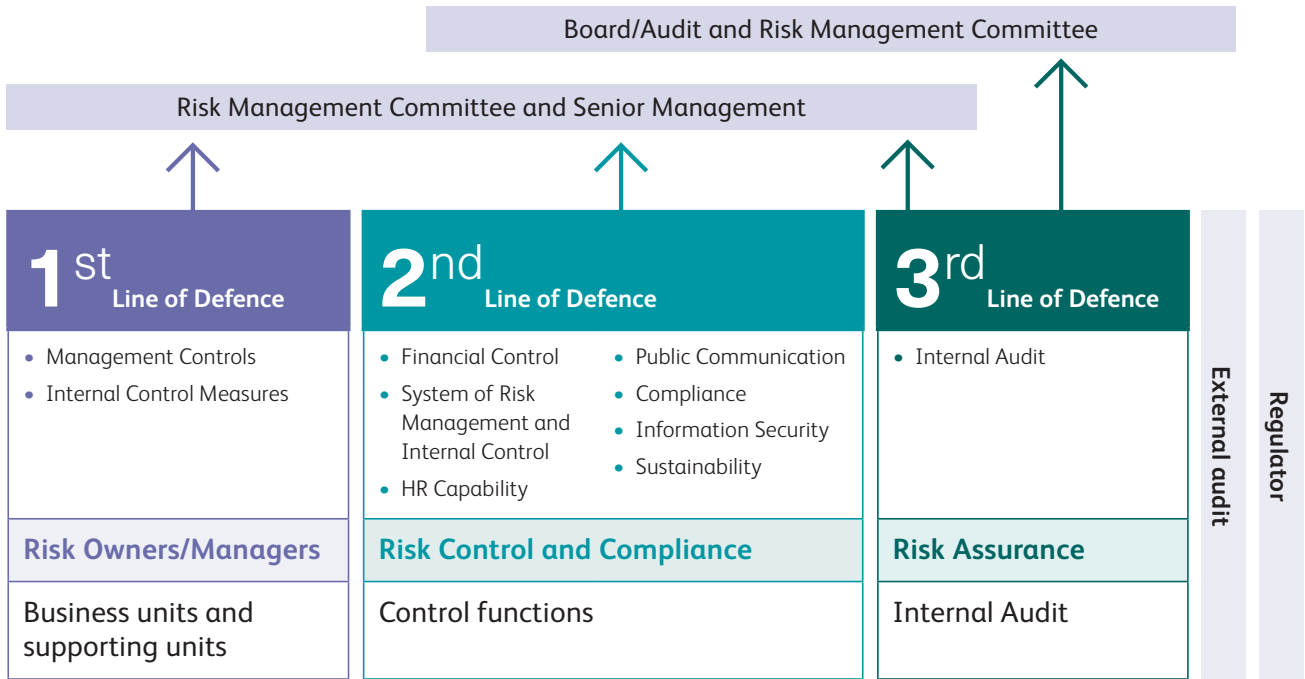 Board/Audit and Risk Management Committee
Risk Management Committee and Senior Management
1st Line of Defence
• Management Controls
• Internal Control Measures
Risk Owners/Managers
Business units and
supporting units
2nd Line of Defence
• Financial Control
• System of Risk
Management and
Internal Control
• HR Capability
• Public Communication
• Compliance
• Information Security
• Sustainability
Risk Control and Compliance
Control functions
3rd Line of Defence
• Internal Audit
Risk Assurance
Internal Audit
External audit
Regulator